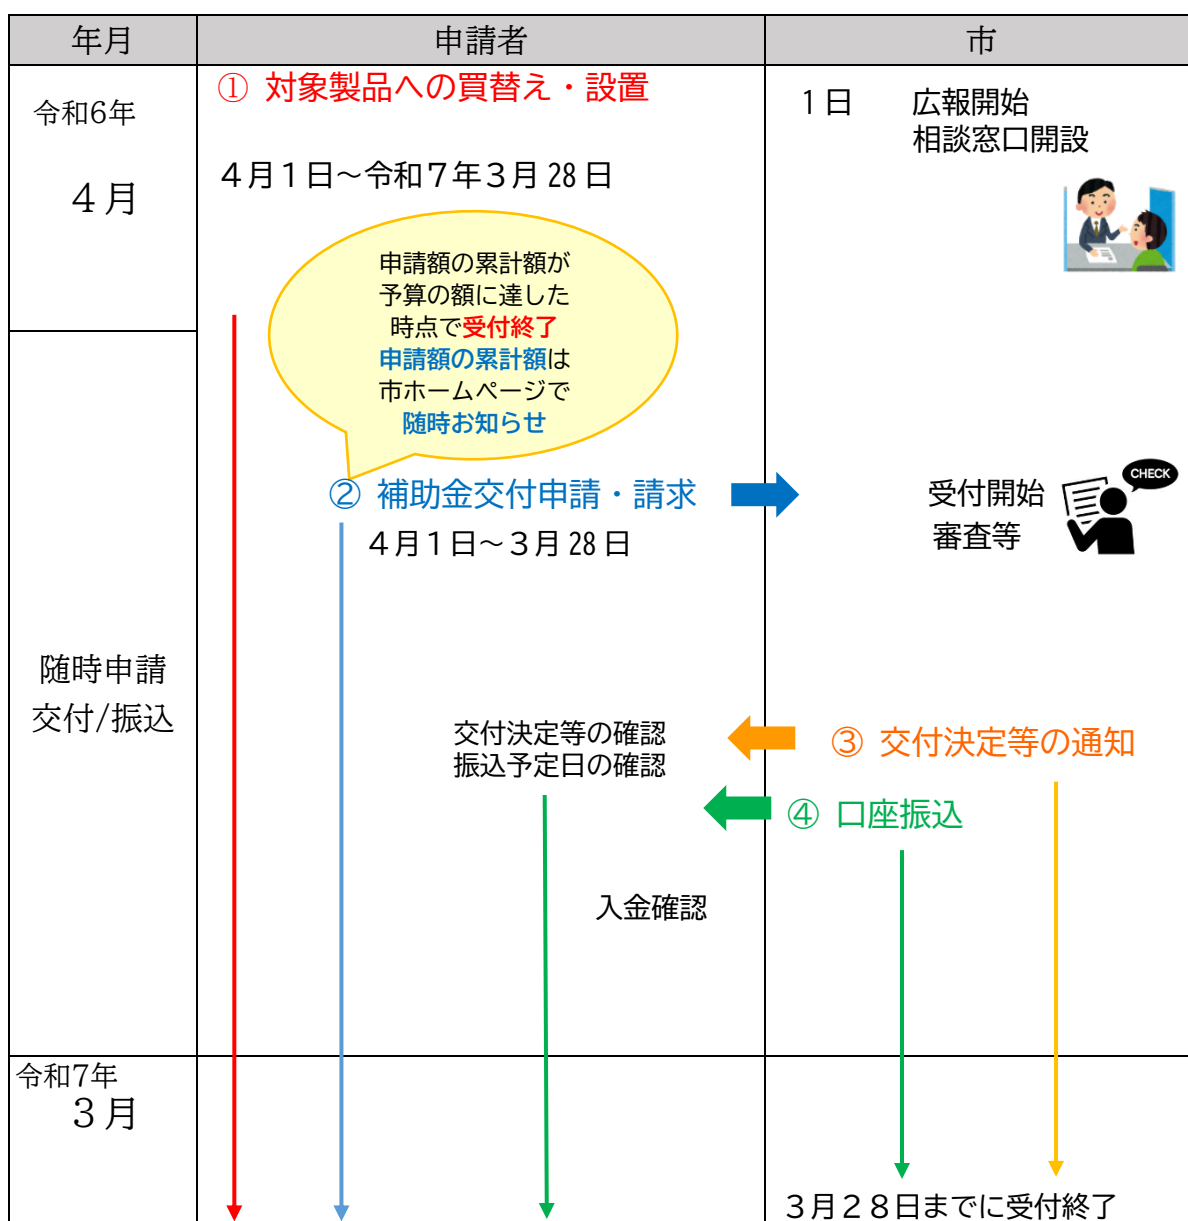 年月
申請者
市
令和6年
４月
① 対象製品への買替え・設置
４月１日～令和７年３月28日
１日　広報開始
相談窓口開設
申請額の累計額が
予算の額に達した
時点で受付終了
申請額の累計額は
市ホームページで
随時お知らせ
② 補助金交付申請・請求
４月１日～３月28日
受付開始
審査等
CHECK
随時申請
交付/振込
交付決定等の確認
振込予定日の確認
③ 交付決定等の通知
④ 口座振込
入金確認
令和7年
３月
３月２８日までに受付終了